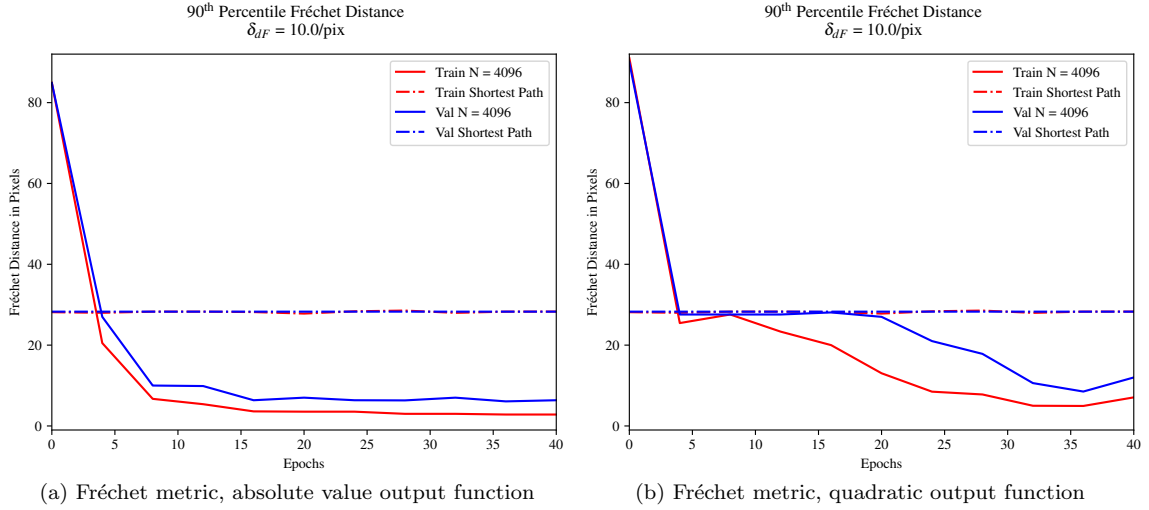 90th Percentile Fréchet Distance
δdF = 10.0/pix
Fréchet Distance in Pixels
80
60
40
20
0
Train N = 4096
Train Shortest Path
Val N = 4096
Val Shortest Path
0 5 10 15 20 25 30 35 40
Epochs
(a) Fréchet metric, absolute value output function
90th Percentile Fréchet Distance
δdF = 10.0/pix
Fréchet Distance in Pixels
80
60
40
20
0
Train N = 4096
Train Shortest Path
Val N = 4096
Val Shortest Path
0 5 10 15 20 25 30 35 40
Epochs
(b) Fréchet metric, quadratic output function